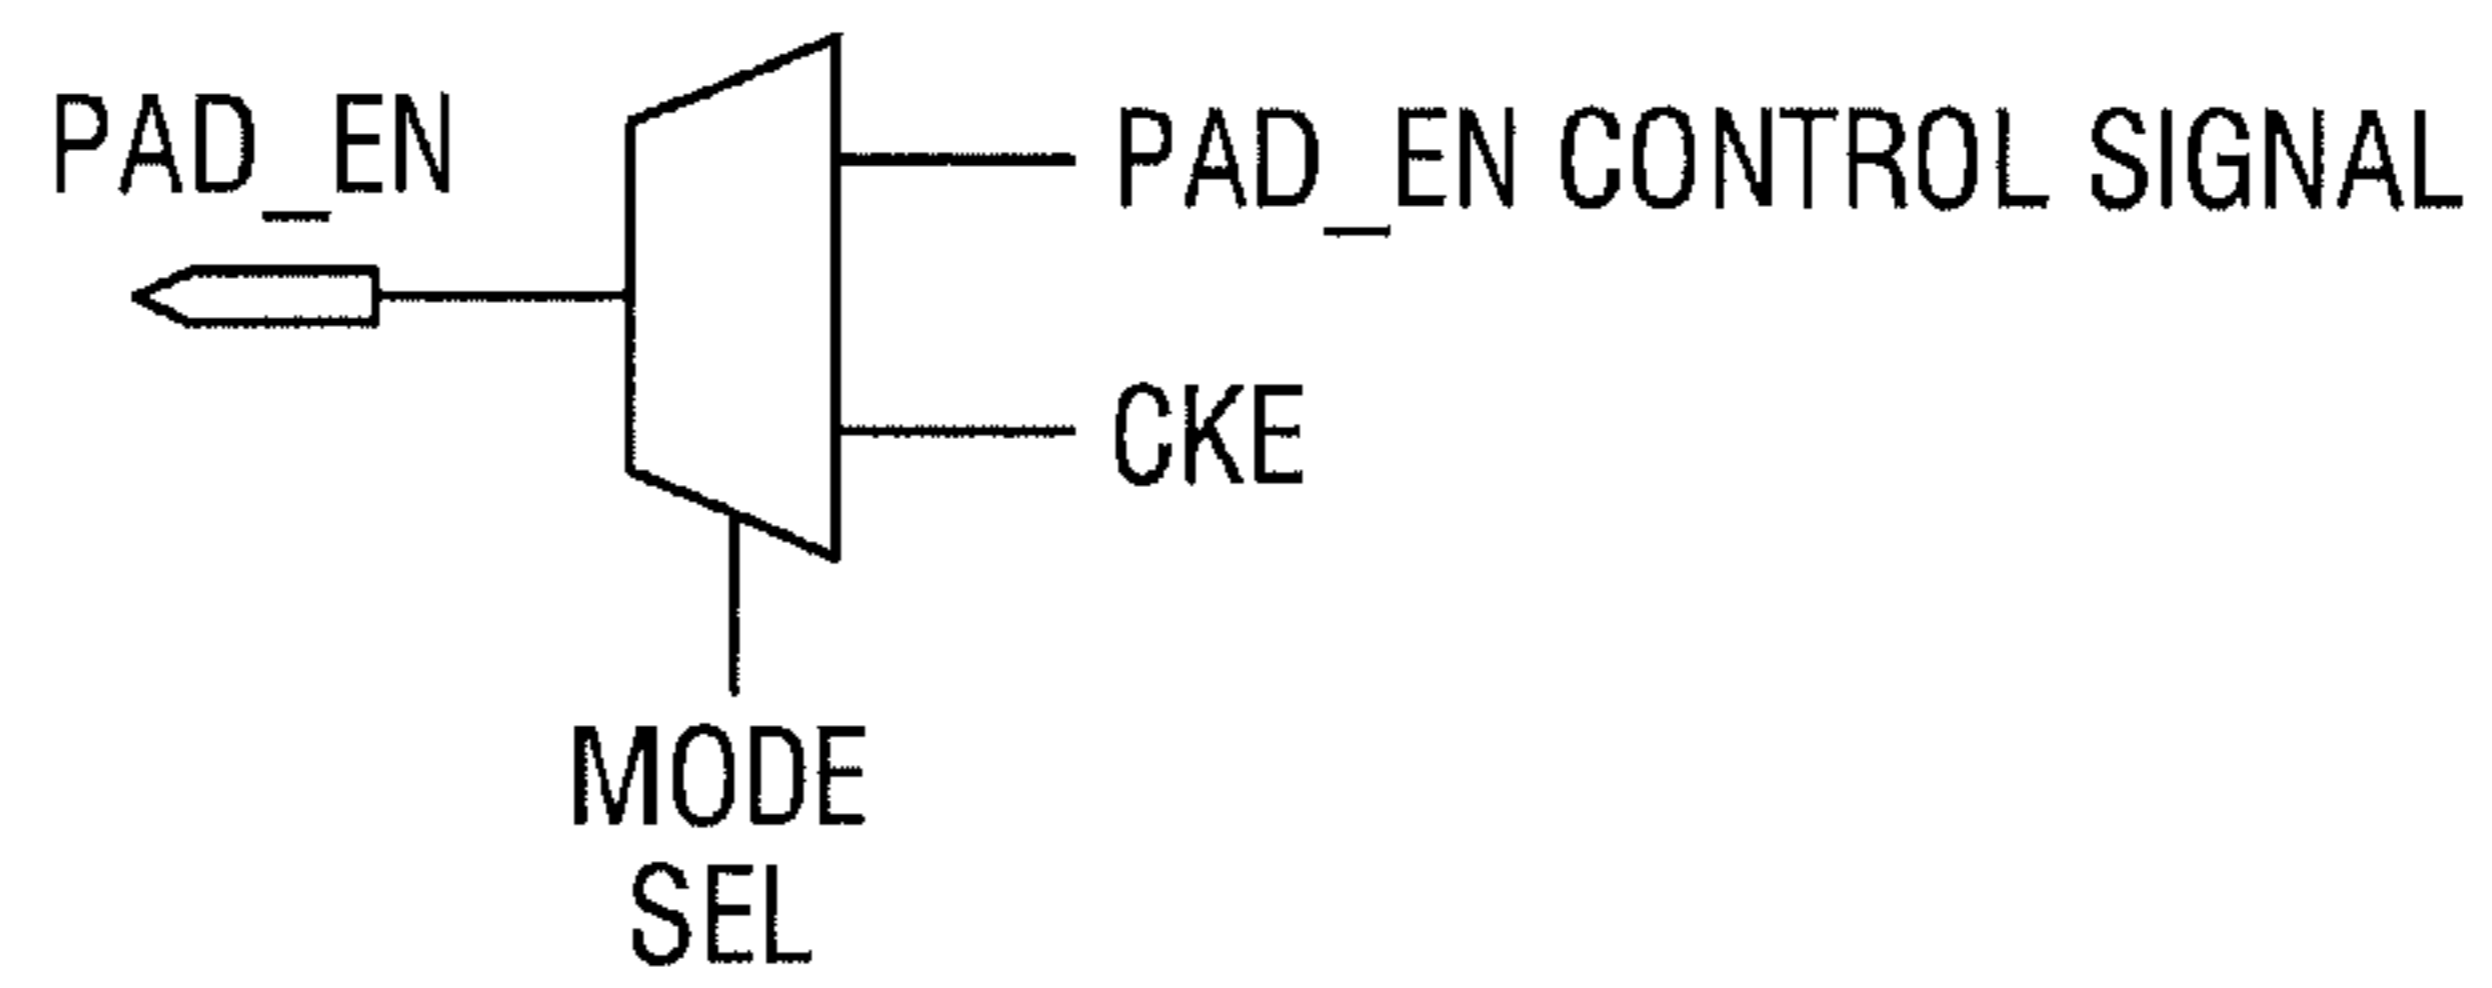 PAD_EN
PAD_EN CONTROL SIGNAL
CKE
MODE
SEL